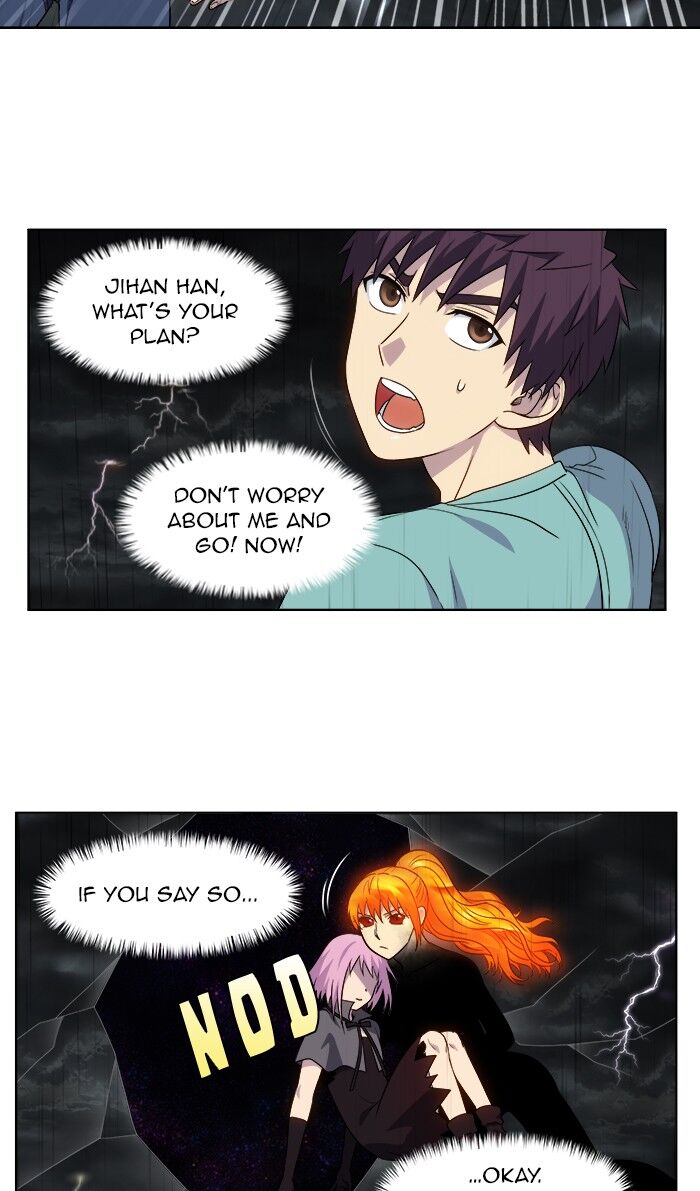 JIHAN HAN,
WHAT'S YOUR
PLAN?
DON'T WORRY
ABOUT ME AND
GO! NOW!
IF YOU SAY SO...
NOD
...OKAY.